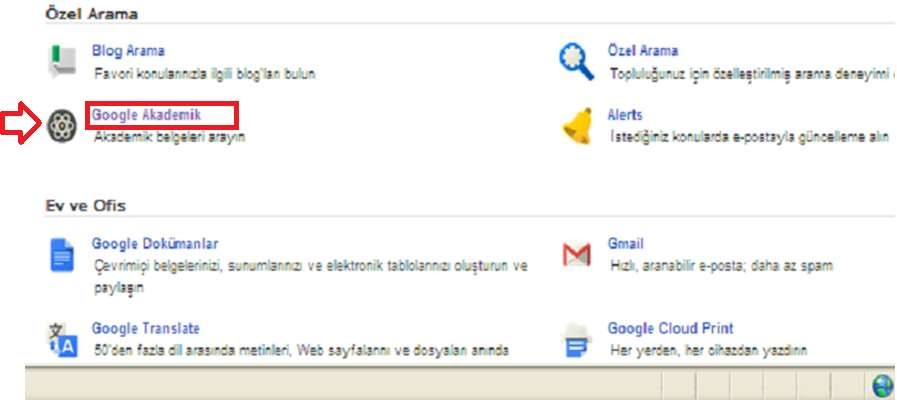 Özel Arama
Blog Arama
Favori konularınızla ilgili blog'ları bulun
Özel Arama
Topluluğunuz için özelleştirilmiş arama deneyimi
Google Akademik
Akademik belgeleri arayın
Alerts
İstediğiniz konularda e-postayla güncelleme alın
Ev ve Ofis
Google Dokümanlar
Çevrimiçi belgelerinizi, sunumlarınızı ve elektronik tablolarınızı oluşturun ve
paylaşın
Gmail
Hızlı, aranabilir e-posta; daha az spam
Google Translate
50'den fazla dil arasında metinleri, Web sayfalarını ve dosyaları anında
Google Cloud Print
Her yerden, her cihazdan yazdırın